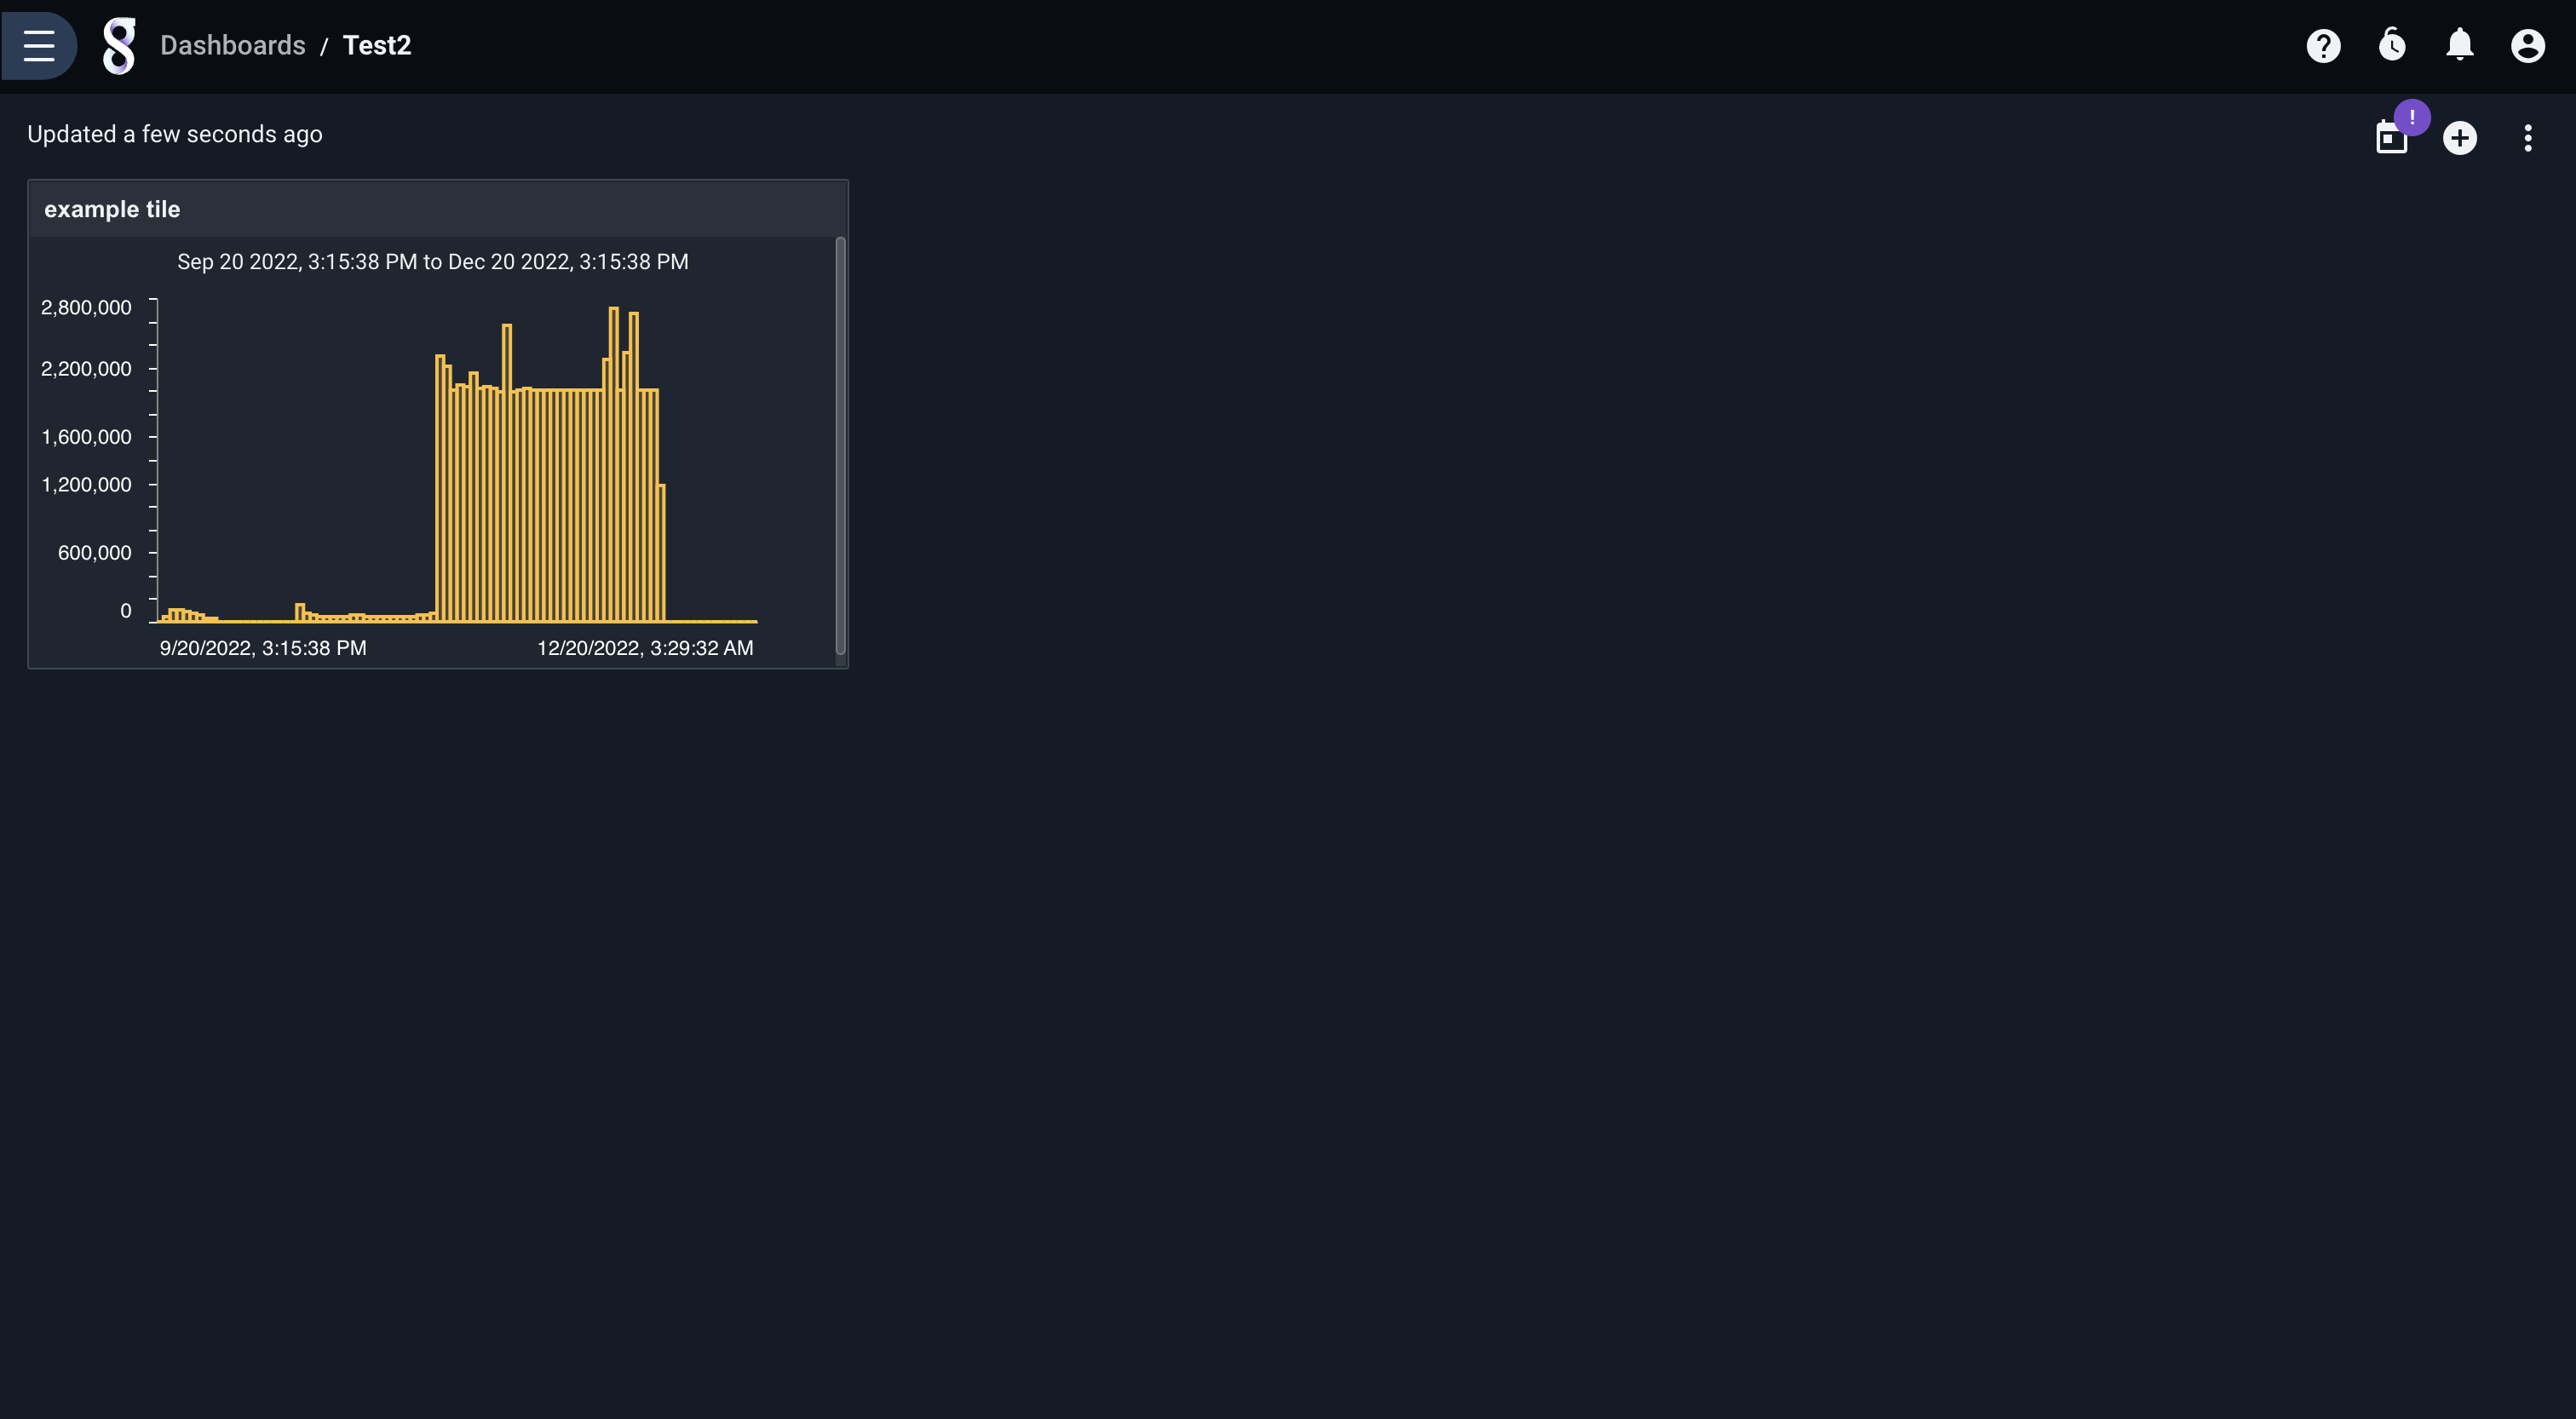 Dashboards / Test2
Updated a few seconds ago
!
example tile
Sep 20 2022, 3:15:38 PM to Dec 20 2022, 3:15:38 PM
2,800,000
2,200,000
1,600,000
1,200,000
600,000
0
9/20/2022, 3:15:38 PM 12/20/2022, 3:29:32 AM